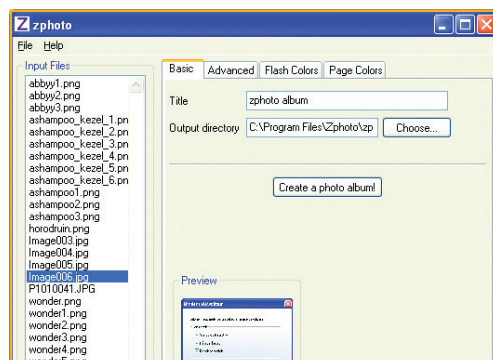 zphoto
File Help
Input Files
abbyy1.png
abbyy2.png
abbyy3.png
ashampoo_kezel_1.pn
ashampoo_kezel_2.pn
ashampoo_kezel_3.pn
ashampoo_kezel_4.pn
ashampoo_kezel_5.pn
ashampoo_kezel_6.pn
ashampoo1.png
ashampoo2.png
ashampoo3.png
horodruin.png
Image003.jpg
Image004.jpg
Image005.jpg
Image006.jpg
P1010041.JPG
wonder.png
wonder1.png
wonder2.png
wonder3.png
wonder4.png
Basic Advanced Flash Colors Page Colors
Title zphoto album
Output directory C:\Program Files\Zphoto\zp Choose...
Create a photo album!
Preview